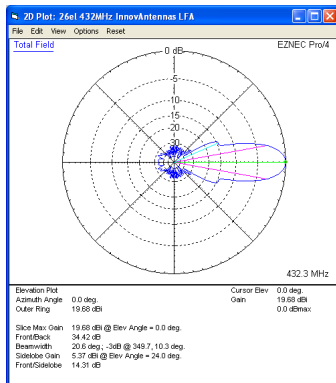 2D Plot: 26el 432MHz InnovAntennas LFA
File Edit View Options Reset
Total Field
0 dB
EZNEC Pro/4
-5
-10
-15
-20
-30
432.3 MHz
Elevation Plot
Cursor Elev 0.0 deg.
Azimuth Angle 0.0 deg.
Gain 19.68 dBi
Outer Ring 19.68 dBi
0.0 dBmax
Slice Max Gain 19.68 dBi @ Elev Angle = 0.0 deg.
Front/Back 34.42 dB
Beamwidth 20.6 deg.; -3dB @ 349.7, 10.3 deg.
Sidelobe Gain 5.37 dBi @ Elev Angle = 24.0 deg.
Front/Sidelobe 14.31 dB